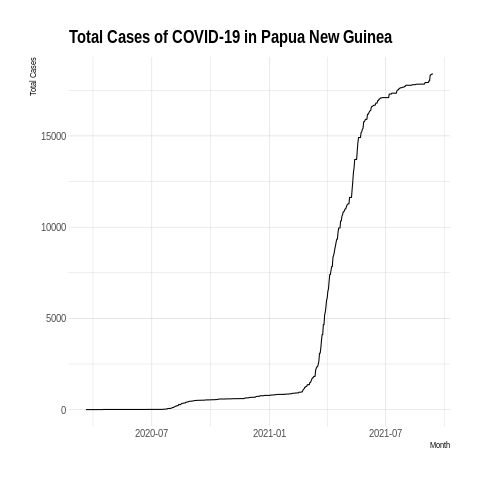 Total Cases of COVID-19 in Papua New Guinea
Total Cases
15000
10000
5000
0
2020-07 2021-01 2021-07
Month